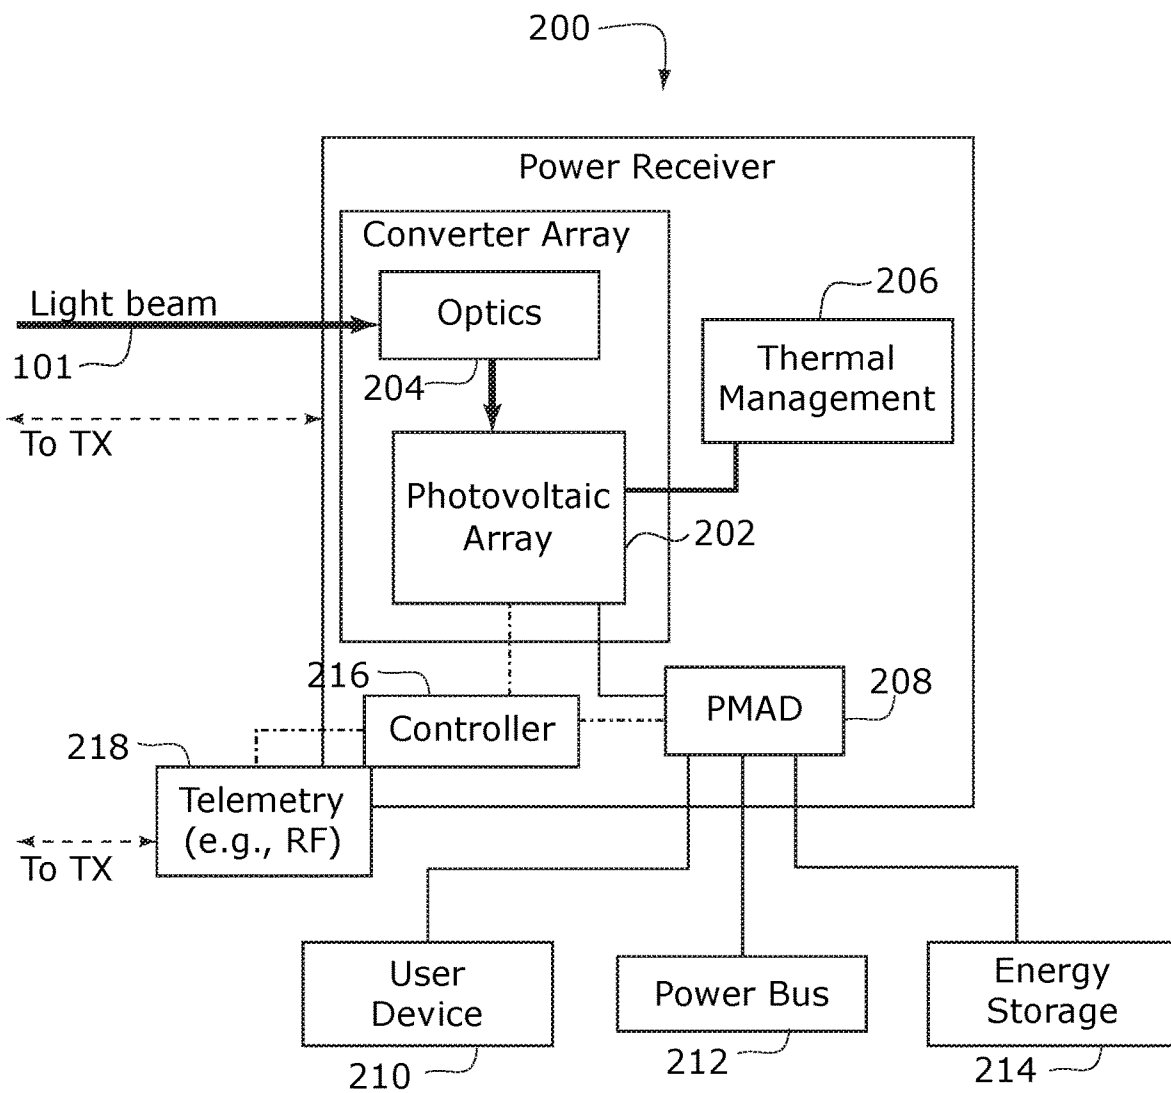 200
Power Receiver
Converter Array
Light beam
101
Optics
204
206
Thermal
Management
To TX
Photovoltaic
Array
202
216
Controller
PMAD
208
218
Telemetry
(e.g., RF)
To TX
User
Device
210
Power Bus
212
Energy
Storage
214